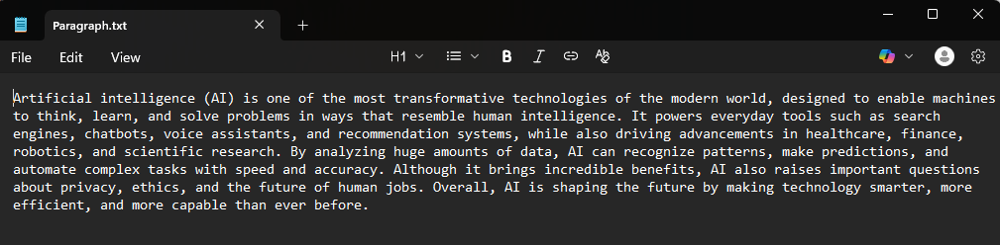 Paragraph.txt
File Edit View H1
Artificial intelligence (AI) is one of the most transformative technologies of the modern world, designed to enable machines
to think, learn, and solve problems in ways that resemble human intelligence. It powers everyday tools such as search
engines, chatbots, voice assistants, and recommendation systems, while also driving advancements in healthcare, finance,
robotics, and scientific research. By analyzing huge amounts of data, AI can recognize patterns, make predictions, and
automate complex tasks with speed and accuracy. Although it brings incredible benefits, AI also raises important questions
about privacy, ethics, and the future of human jobs. Overall, AI is shaping the future by making technology smarter, more
efficient, and more capable than ever before.